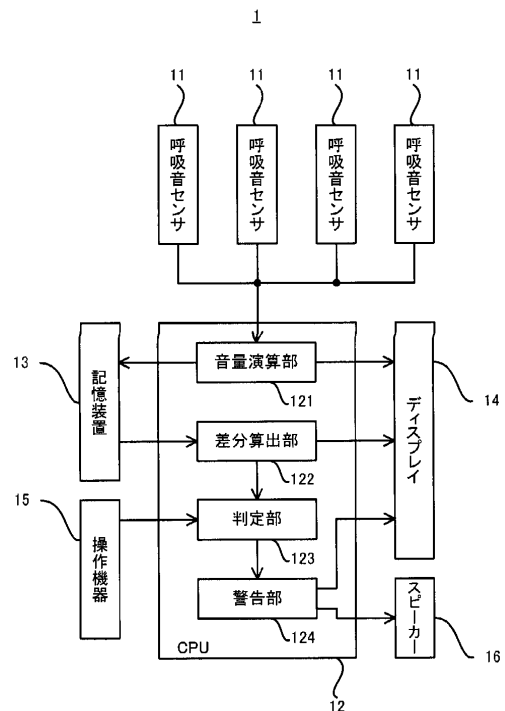 1
11
11
11
11
呼吸音センサ
呼吸音センサ
呼吸音センサ
呼吸音センサ
13
記憶装置
音量演算部
121
ディスプレイ
14
差分算出部
122
15
操作機器
判定部
123
警告部
124
スピーカー
16
CPU
12